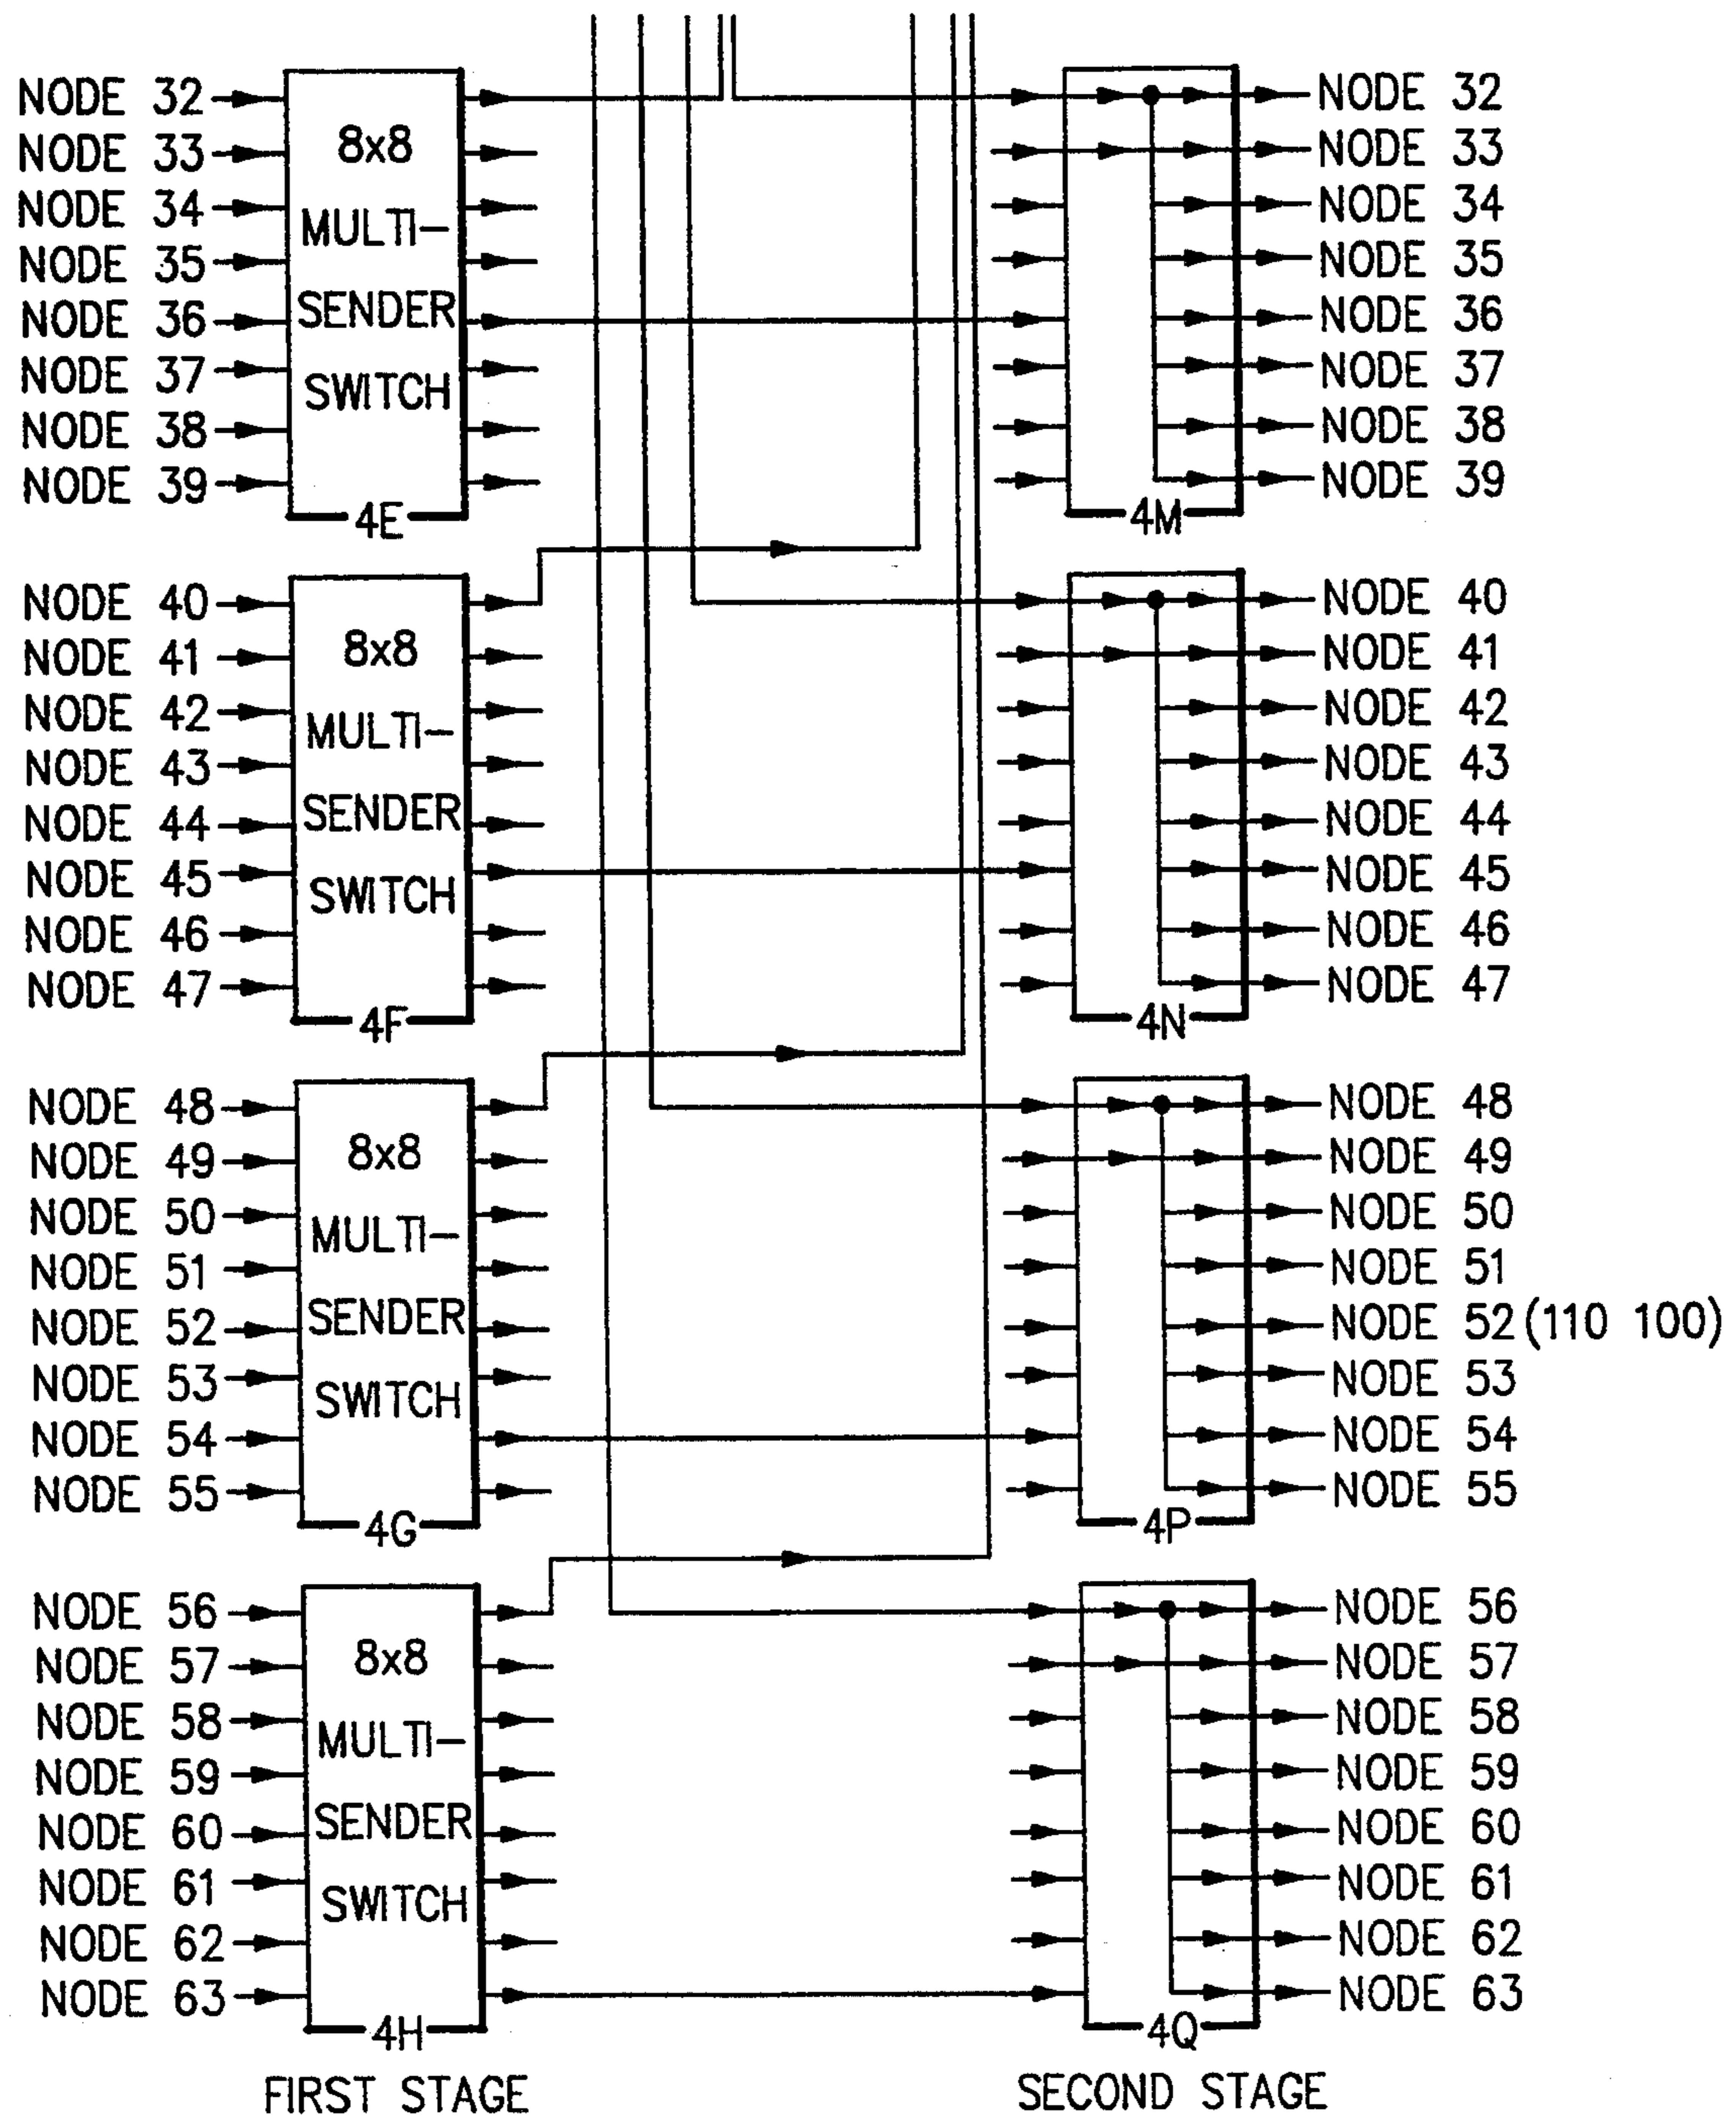 NODE 32
NODE 33
NODE 34
NODE 35
NODE 36
NODE 37
NODE 38
NODE 39
8x8
MULTI-
SENDER
SWITCH
4E
4M
NODE 32
NODE 33
NODE 34
NODE 35
NODE 36
NODE 37
NODE 38
NODE 39
NODE 40
NODE 41
NODE 42
NODE 43
NODE 44
NODE 45
NODE 46
NODE 47
8x8
MULTI-
SENDER
SWITCH
4F
4N
NODE 40
NODE 41
NODE 42
NODE 43
NODE 44
NODE 45
NODE 46
NODE 47
NODE 48
NODE 49
NODE 50
NODE 51
NODE 52
NODE 53
NODE 54
NODE 55
8x8
MULTI-
SENDER
SWITCH
4G
4P
NODE 48
NODE 49
NODE 50
NODE 51
NODE 52 (110 100)
NODE 53
NODE 54
NODE 55
NODE 56
NODE 57
NODE 58
NODE 59
NODE 60
NODE 61
NODE 62
NODE 63
8x8
MULTI-
SENDER
SWITCH
4H
4Q
NODE 56
NODE 57
NODE 58
NODE 59
NODE 60
NODE 61
NODE 62
NODE 63
FIRST STAGE
SECOND STAGE